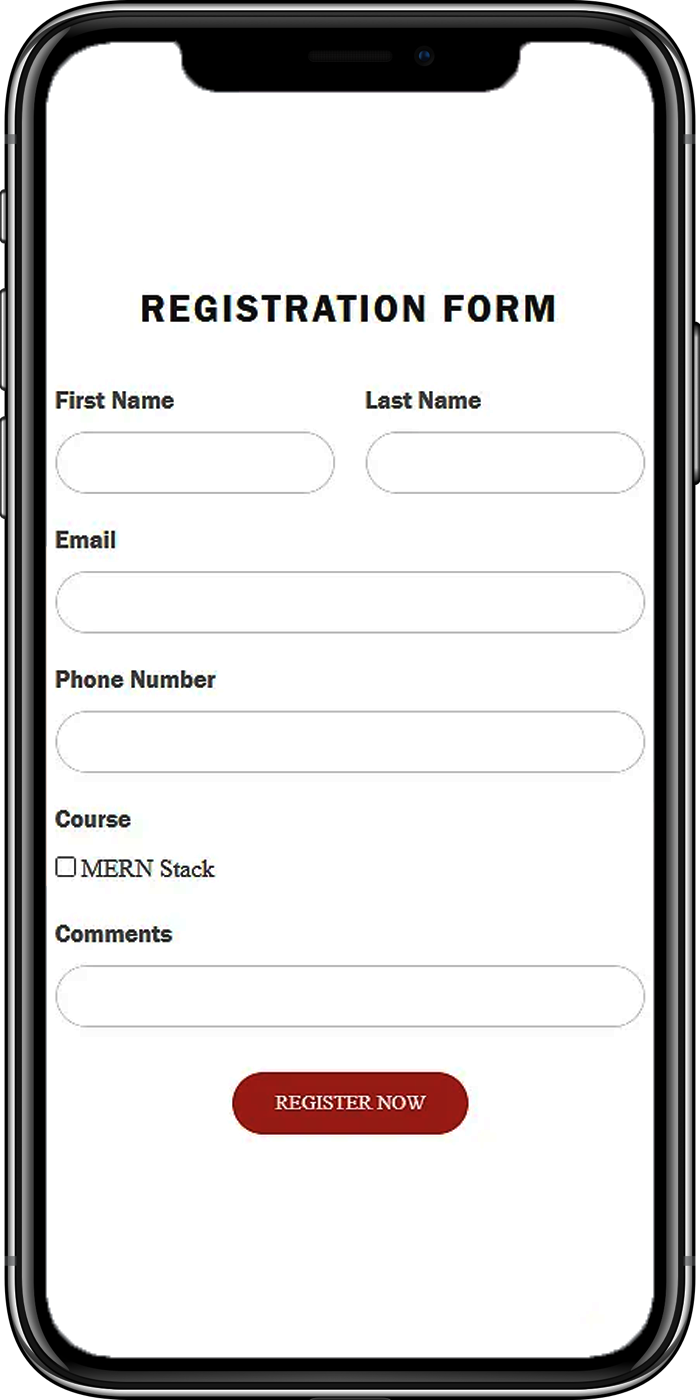 REGISTRATION FORM
First Name Last Name
Email
Phone Number
Course
MERN Stack
Comments
REGISTER NOW